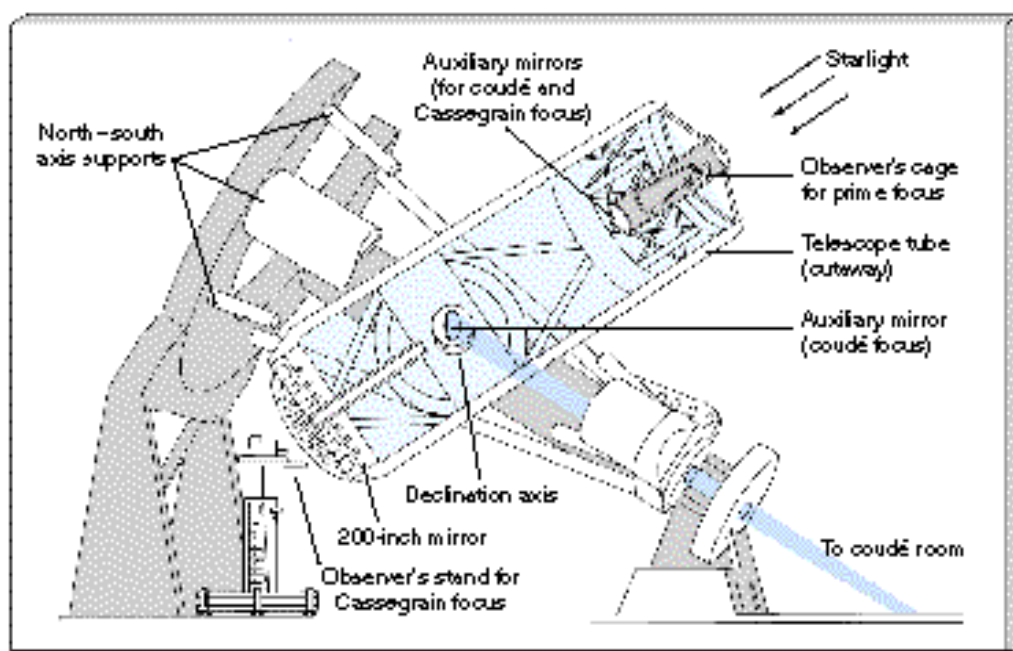 Auxiliary mirrors
(for coudé and
Cassegrain focus)
Starlight
North–south
axis supports
Observer's cage
for prime focus
Telescope tube
(cutaway)
Auxiliary mirror
(coudé focus)
Declination axis
200-inch mirror
To coudé room
Observer's stand for
Cassegrain focus